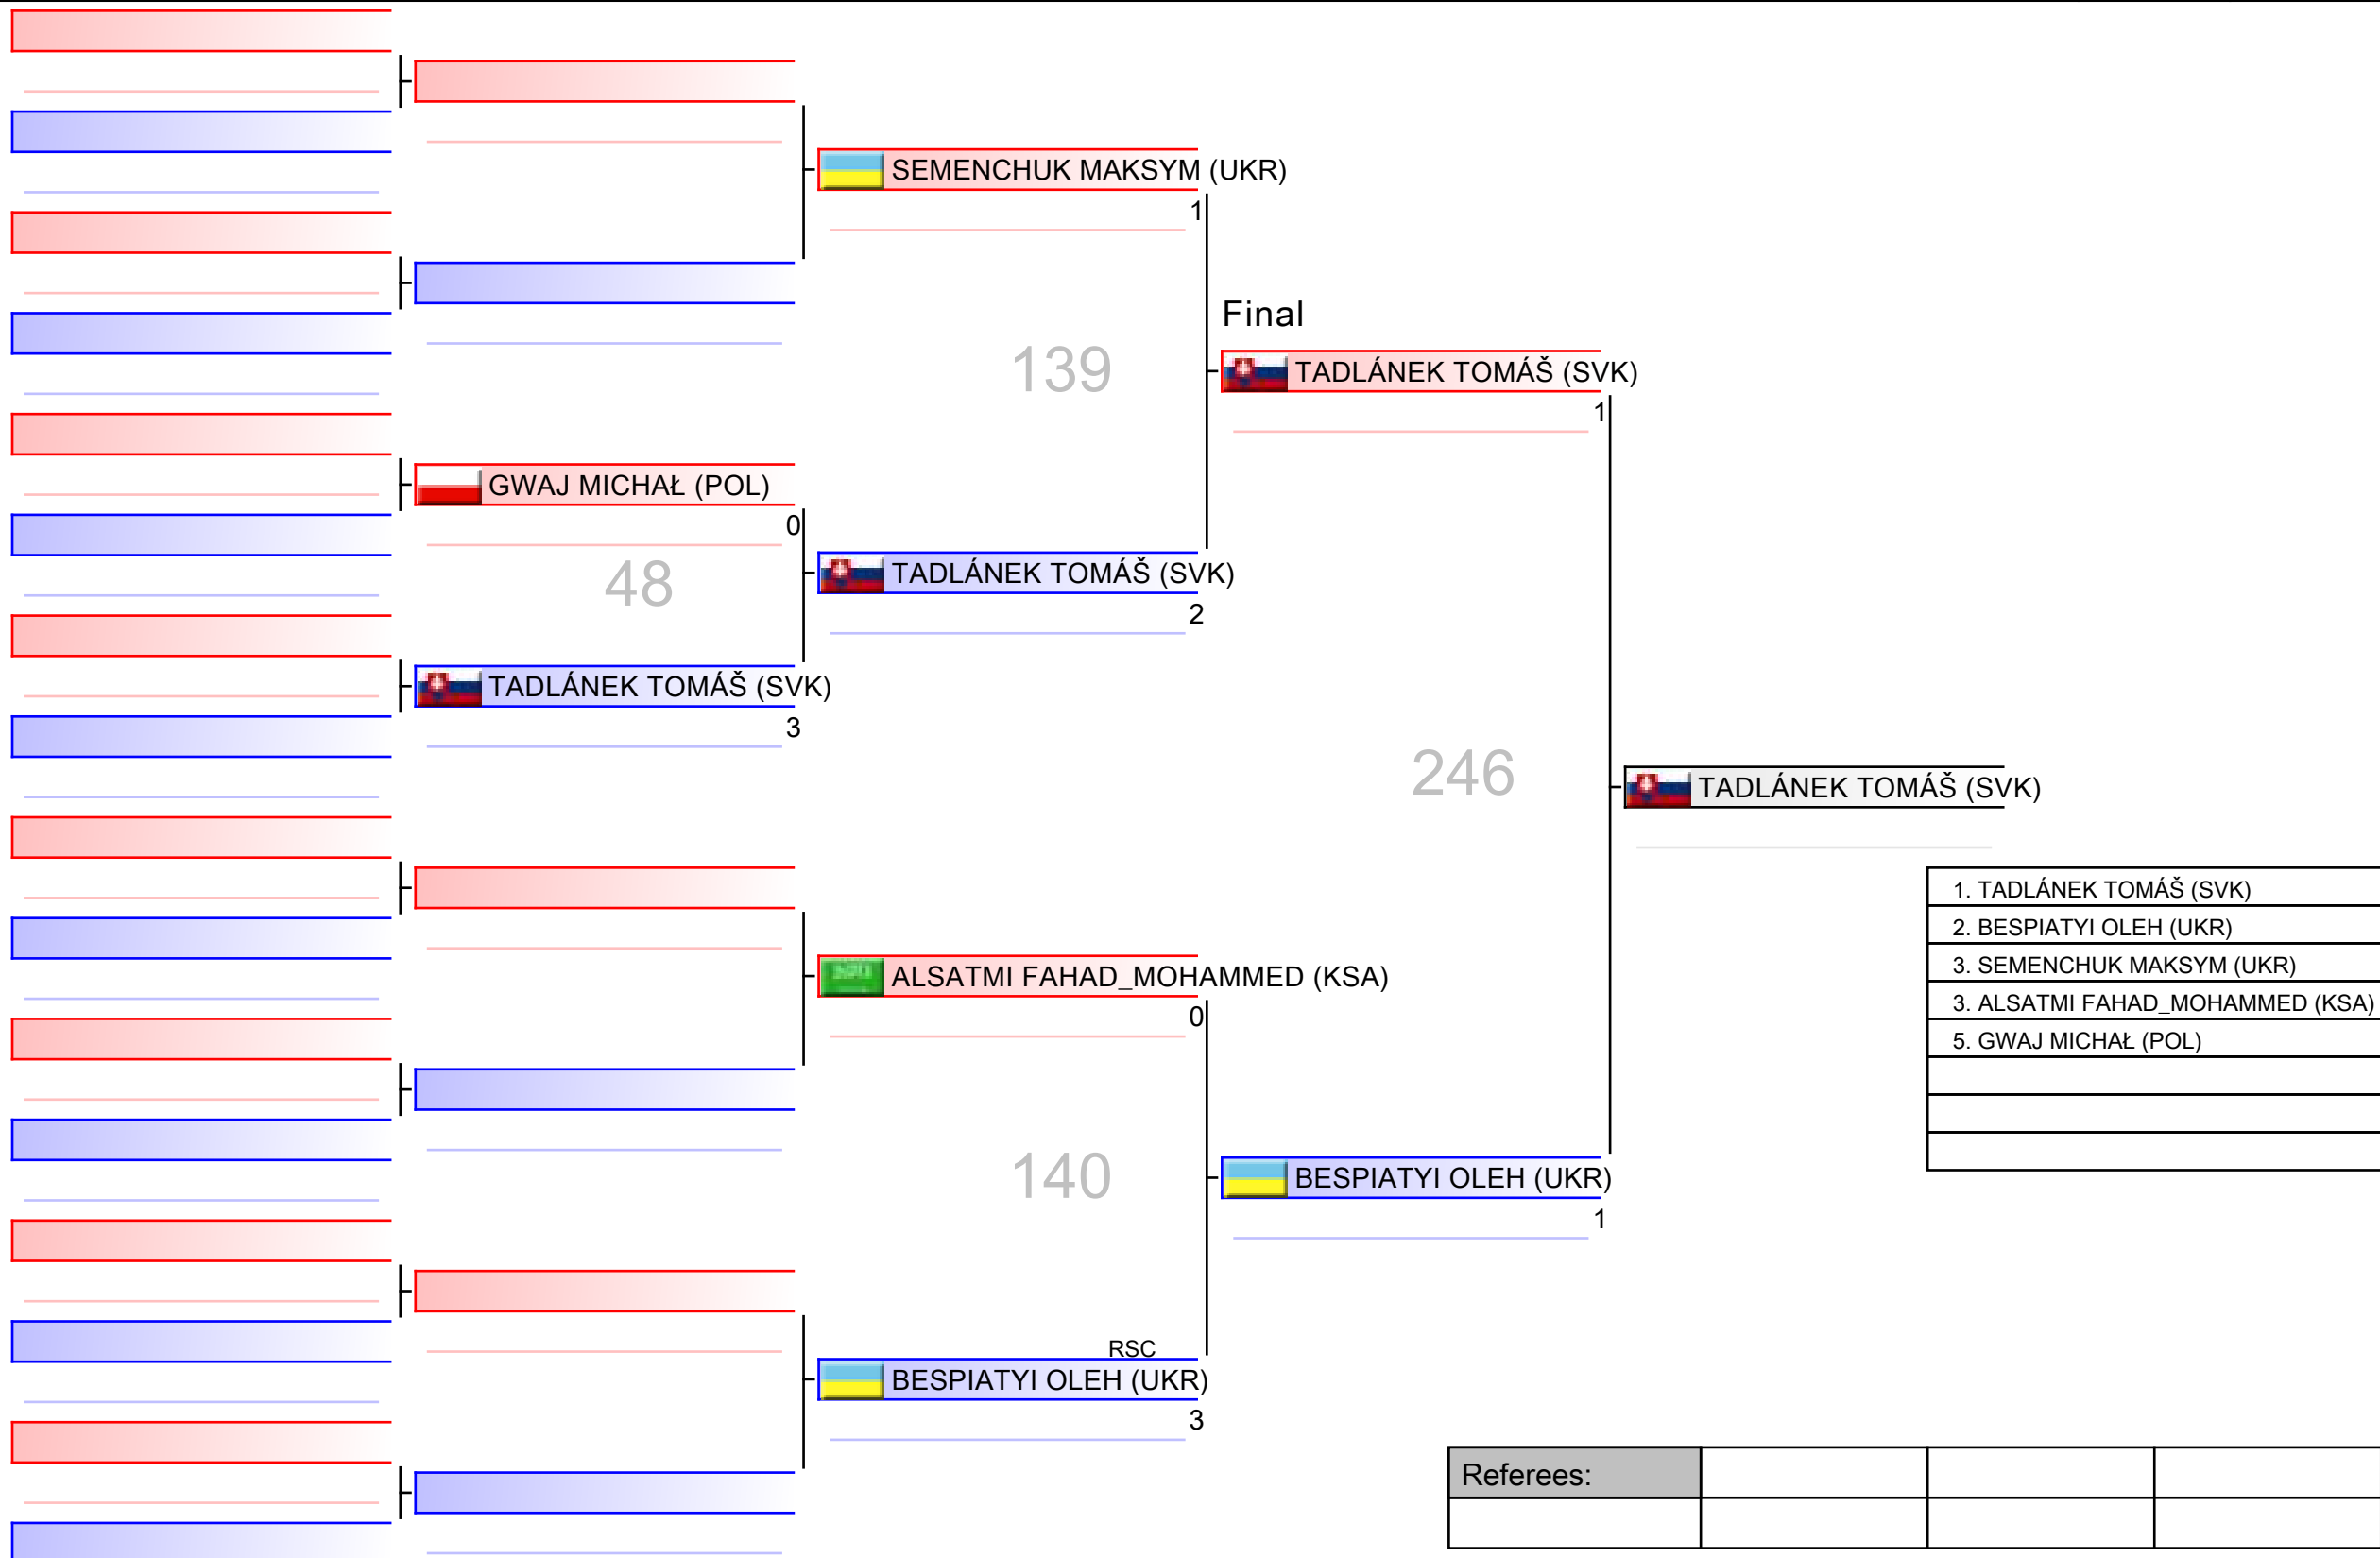 SEMENCHUK MAKSYM (UKR)
1
Final
139
TADLÁNEK TOMÁŠ (SVK)
1
GWAJ MICHAŁ (POL)
0
48
TADLÁNEK TOMÁŠ (SVK)
2
TADLÁNEK TOMÁŠ (SVK)
3
246
TADLÁNEK TOMÁŠ (SVK)
1. TADLÁNEK TOMÁŠ (SVK)
2. BESPIATYI OLEH (UKR)
3. SEMENCHUK MAKSYM (UKR)
3. ALSATMI FAHAD_MOHAMMED (KSA)
5. GWAJ MICHAŁ (POL)
ALSATMI FAHAD_MOHAMMED (KSA)
0
140
BESPIATYI OLEH (UKR)
1
RSC
BESPIATYI OLEH (UKR)
3
Referees: